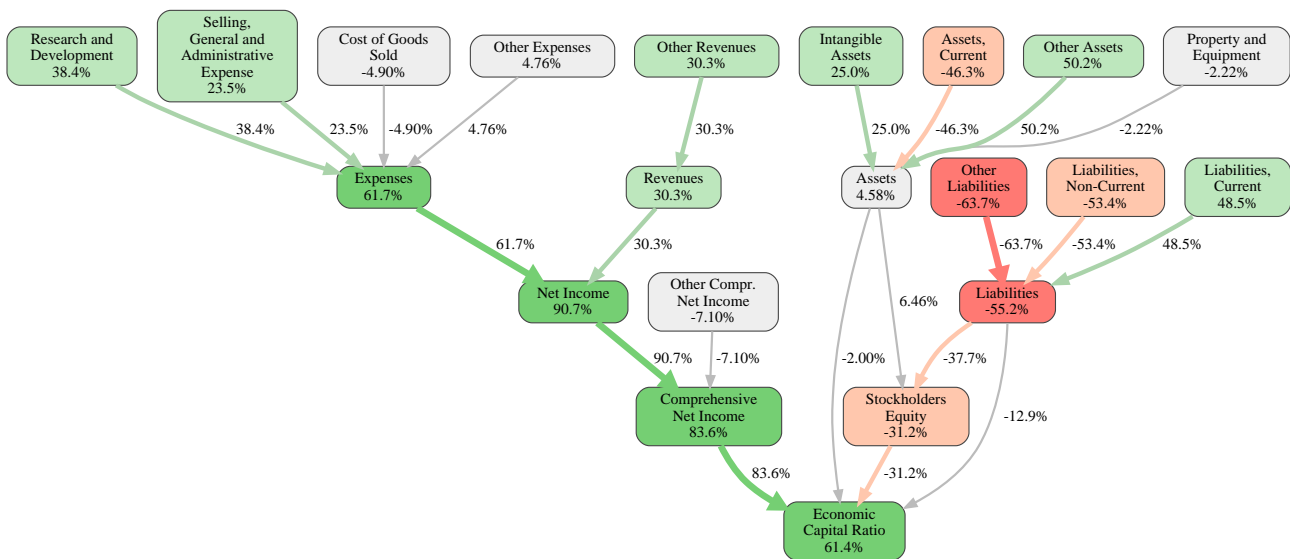 Research and
Development
38.4%
Selling,
General and
Administrative
Expense
23.5%
Cost of Goods
Sold
-4.90%
Other Expenses
4.76%
Other Revenues
30.3%
Intangible
Assets
25.0%
Assets,
Current
-46.3%
Other Assets
50.2%
Property and
Equipment
-2.22%
38.4%
23.5%
-4.90%
4.76%
30.3%
25.0%
-46.3%
50.2%
-2.22%
Expenses
61.7%
Revenues
30.3%
Assets
4.58%
Other
Liabilities
-63.7%
Liabilities,
Non-Current
-53.4%
Liabilities,
Current
48.5%
61.7%
30.3%
-63.7%
-53.4%
48.5%
Net Income
90.7%
Other Compr.
Net Income
-7.10%
6.46%
Liabilities
-55.2%
90.7%
-7.10%
-2.00%
-37.7%
Comprehensive
Net Income
83.6%
Stockholders
Equity
-31.2%
-12.9%
83.6%
-31.2%
Economic
Capital Ratio
61.4%